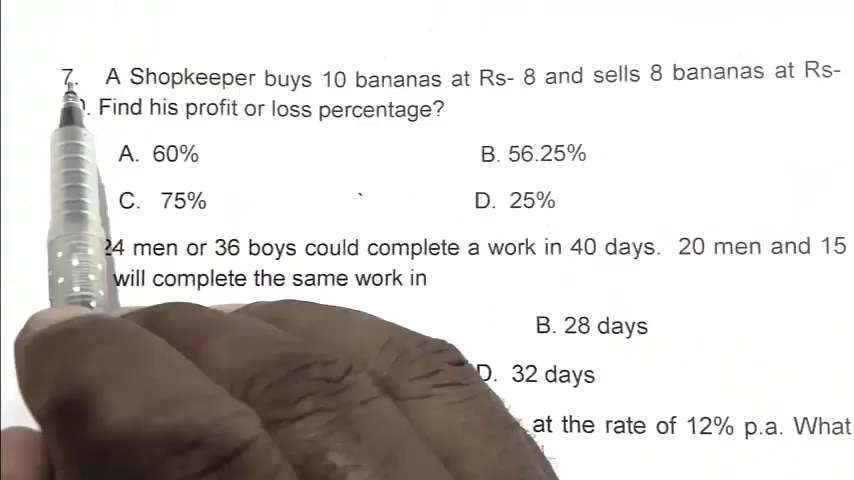 7. A Shopkeeper buys 10 bananas at Rs- 8 and sells 8 bananas at Rs-
. Find his profit or loss percentage?
A. 60% B. 56.25%
C. 75% D. 25%
24 men or 36 boys could complete a work in 40 days. 20 men and 15
will complete the same work in
B. 28 days
D. 32 days
at the rate of 12% p.a. What